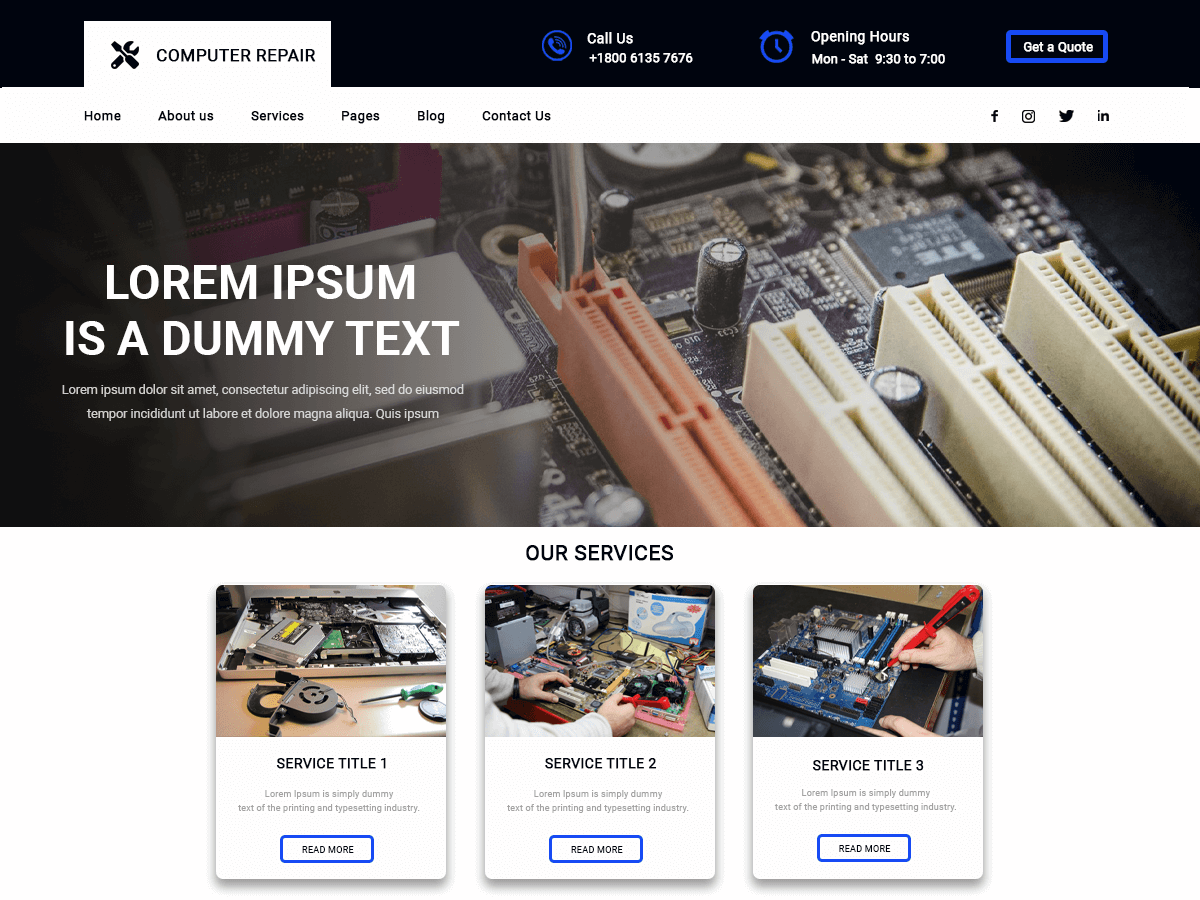 COMPUTER REPAIR
Call Us
+1800 6135 7676
Opening Hours
Mon - Sat 9:30 to 7:00
Get a Quote
Home About us Services Pages Blog Contact Us
LOREM IPSUM
IS A DUMMY TEXT
Lorem ipsum dolor sit amet, consectetur adipiscing elit, sed do eiusmod
tempor incididunt ut labore et dolore magna aliqua. Quis ipsum
OUR SERVICES
SERVICE TITLE 1
Lorem Ipsum is simply dummy
text of the printing and typesetting industry.
READ MORE
SERVICE TITLE 2
Lorem Ipsum is simply dummy
text of the printing and typesetting industry.
READ MORE
SERVICE TITLE 3
Lorem Ipsum is simply dummy
text of the printing and typesetting industry.
READ MORE